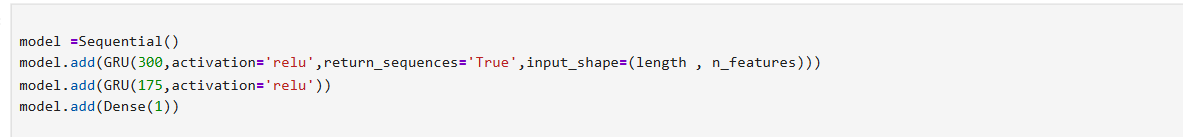 model =Sequential()
model.add(GRU(300,activation='relu',return_sequences='True',input_shape=(length , n_features)))
model.add(GRU(175,activation='relu'))
model.add(Dense(1))